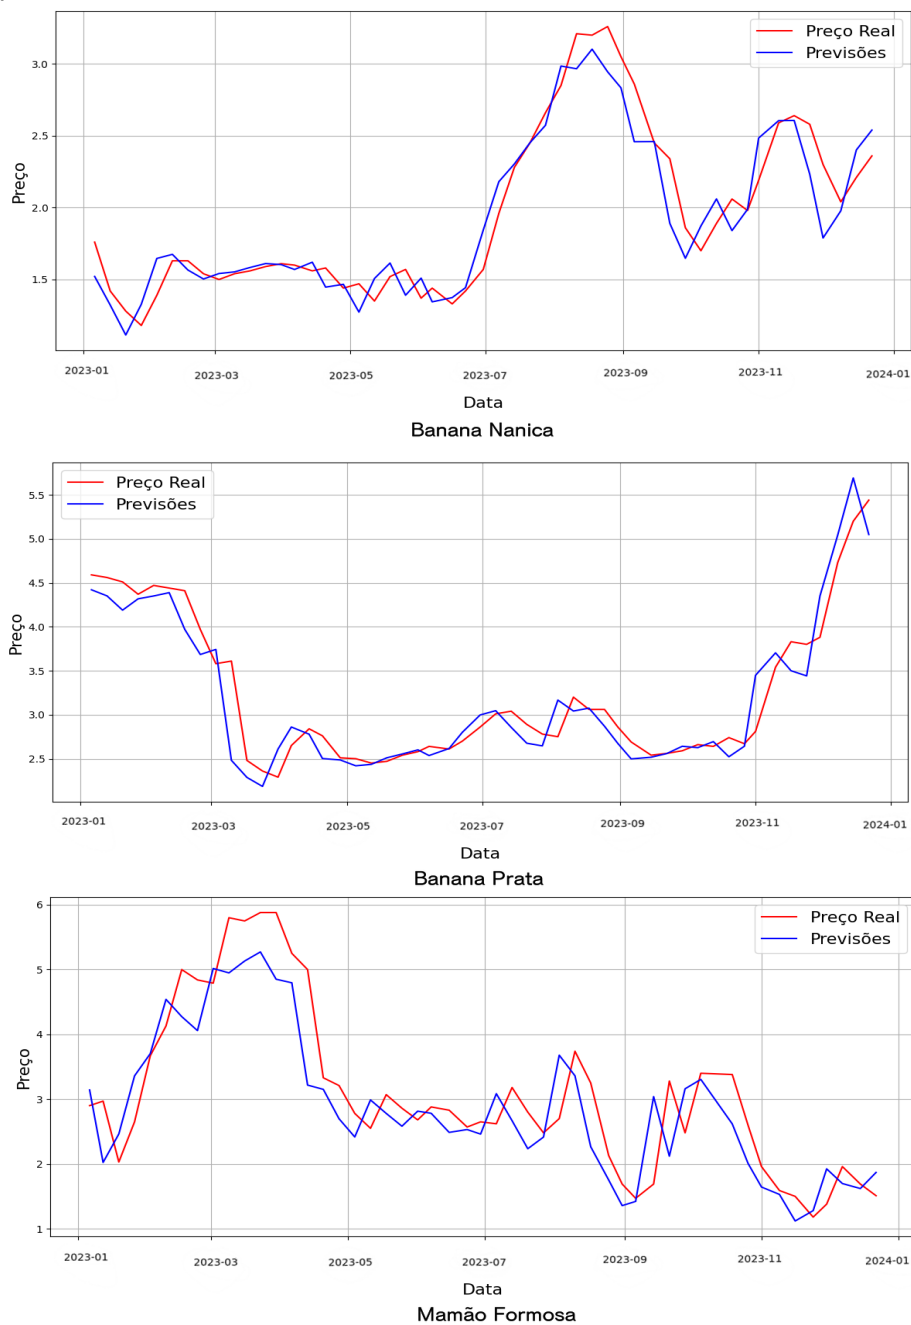 Preço Real
Previsões
3.0
2.5
2.0
1.5
Preço
2023-01
2023-03
2023-05
2023-07
2023-09
2023-11
2024-01
Data
Banana Nanica
Preço Real
Previsões
5.5
5.0
4.5
4.0
3.5
3.0
2.5
Preço
2023-01
2023-03
2023-05
2023-07
2023-09
2023-11
2024-01
Data
Banana Prata
Preço Real
Previsões
6
5
4
3
2
1
Preço
2023-01
2023-03
2023-05
2023-07
2023-09
2023-11
2024-01
Data
Mamão Formosa